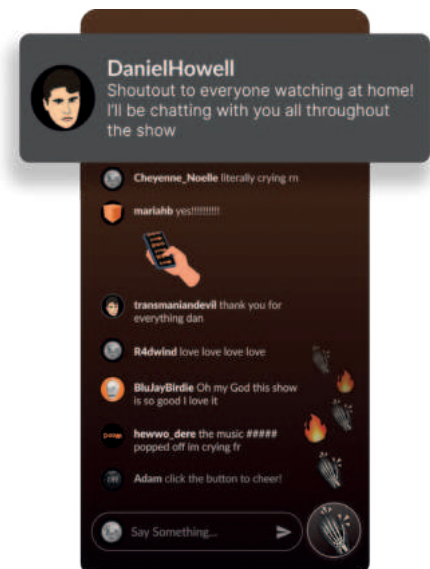 DanielHowell
Shoutout to everyone watching at home!
I'll be chatting with you all throughout
the show
Cheyenne_Noelle literally crying rn
mariahb yes!!!!!!!!!!
transmaniandevil thank you for
everything dan
R4dwind love love love love
BluJayBirdie Oh my God this show
is so good I love it
hewwo_dere the music #####
popped off im crying fr
Adam click the button to cheer!
Say Something...